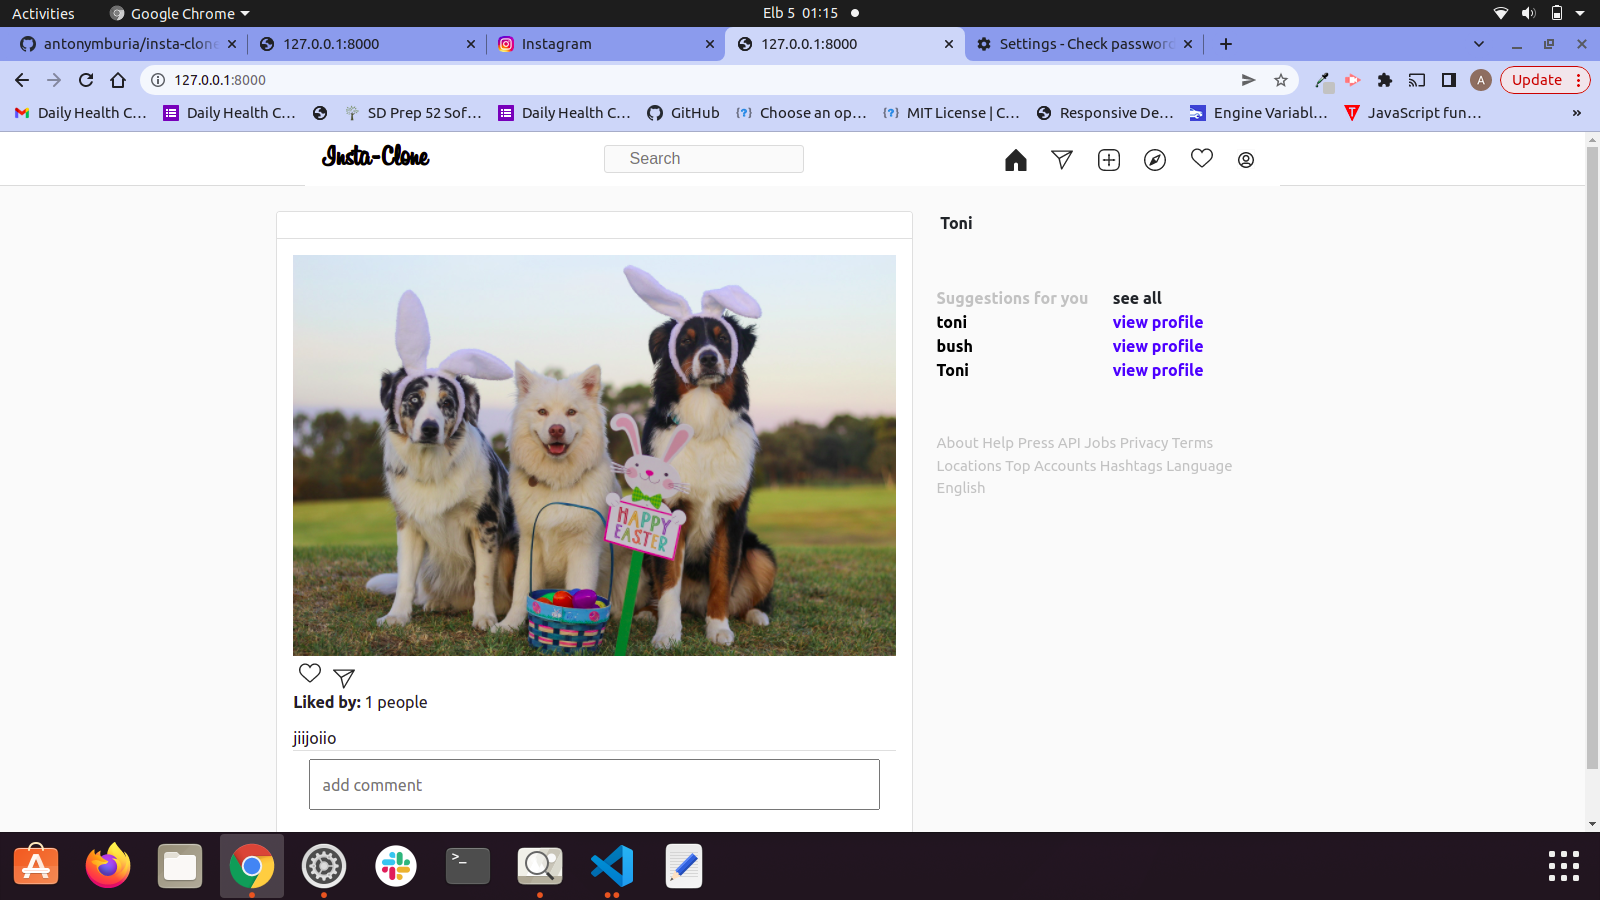 Activities Google Chrome Elb 5 01:15
antonymburia/insta-clone 127.0.0.1:8000 Instagram 127.0.0.1:8000 Settings - Check password
127.0.0.1:8000 A Update
Daily Health C... Daily Health C... SD Prep 52 Sof... Daily Health C... GitHub Choose an op... MIT License | C... Responsive De... Engine Variabl... JavaScript fun... »
Insta-Clone Search
Toni
Suggestions for you see all
toni view profile
bush view profile
Toni view profile
About Help Press API Jobs Privacy Terms
Locations Top Accounts Hashtags Language
English
HAPPY
EASTER
Liked by: 1 people
jiijoiio
add comment